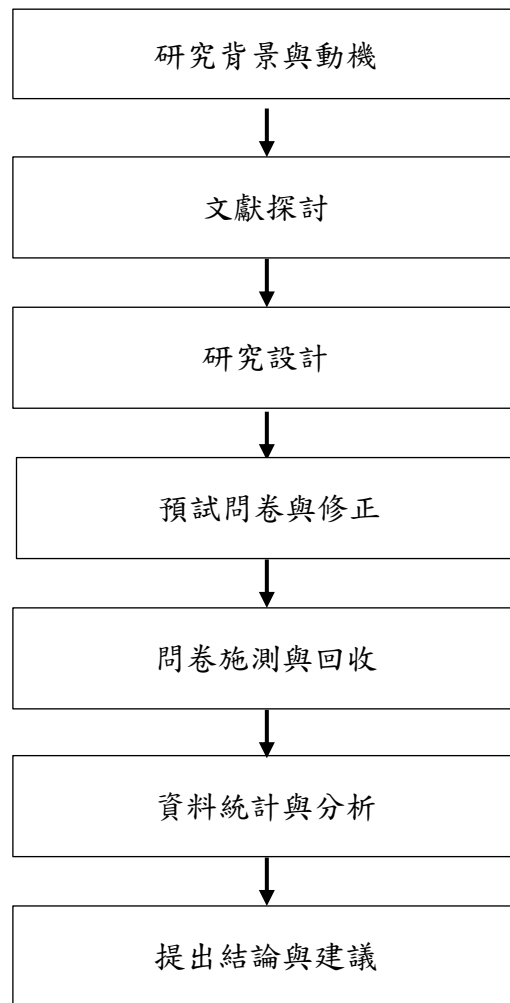 研究背景與動機
文獻探討
研究設計
預試問卷與修正
問卷施測與回收
資料統計與分析
提出結論與建議